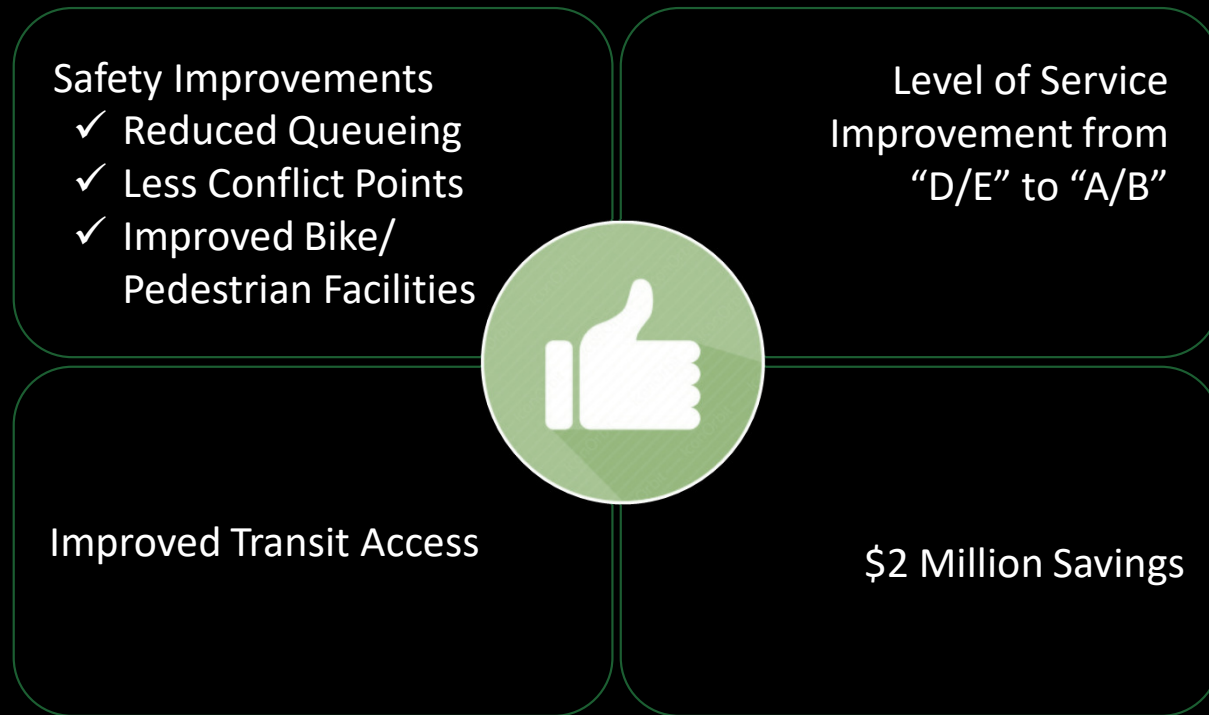 Safety Improvements
✓ Reduced Queueing
✓ Less Conflict Points
✓ Improved Bike/
Pedestrian Facilities
Level of Service
Improvement from
“D/E” to “A/B”
Improved Transit Access
$2 Million Savings